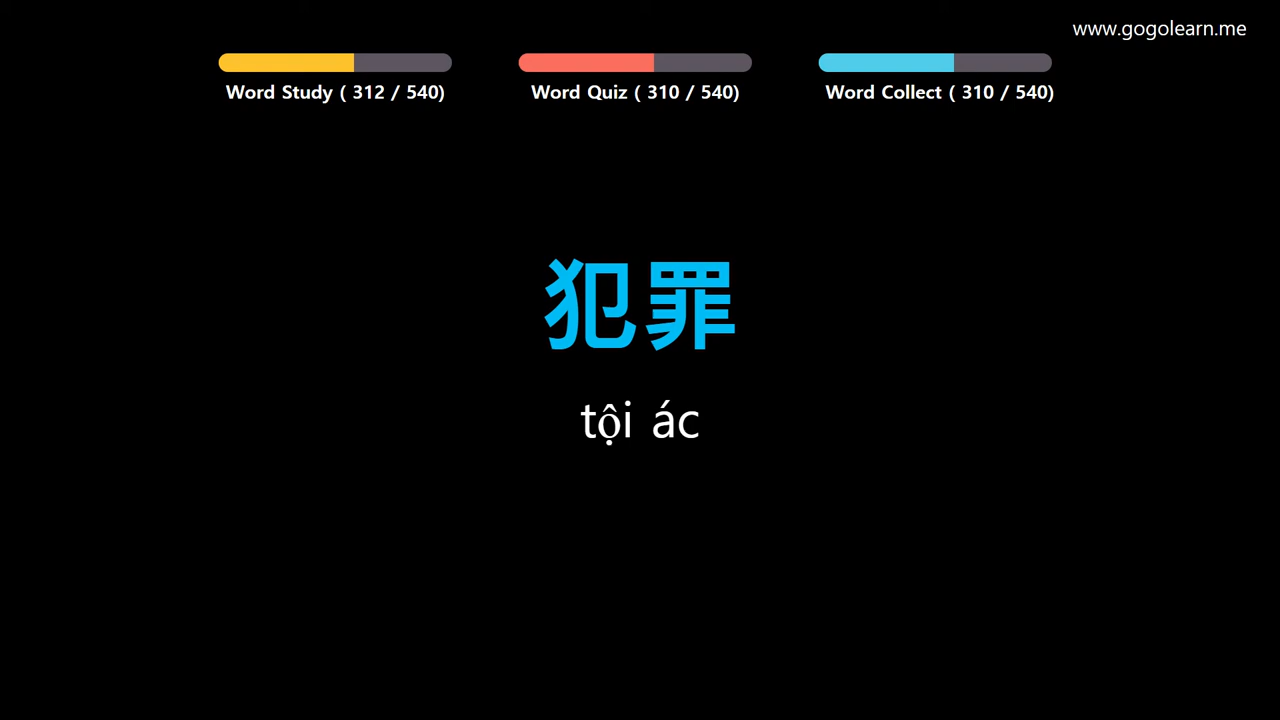 www.gogolearn.me
Word Study ( 312 / 540)
Word Quiz ( 310 / 540)
Word Collect ( 310 / 540)
犯罪
tội ác